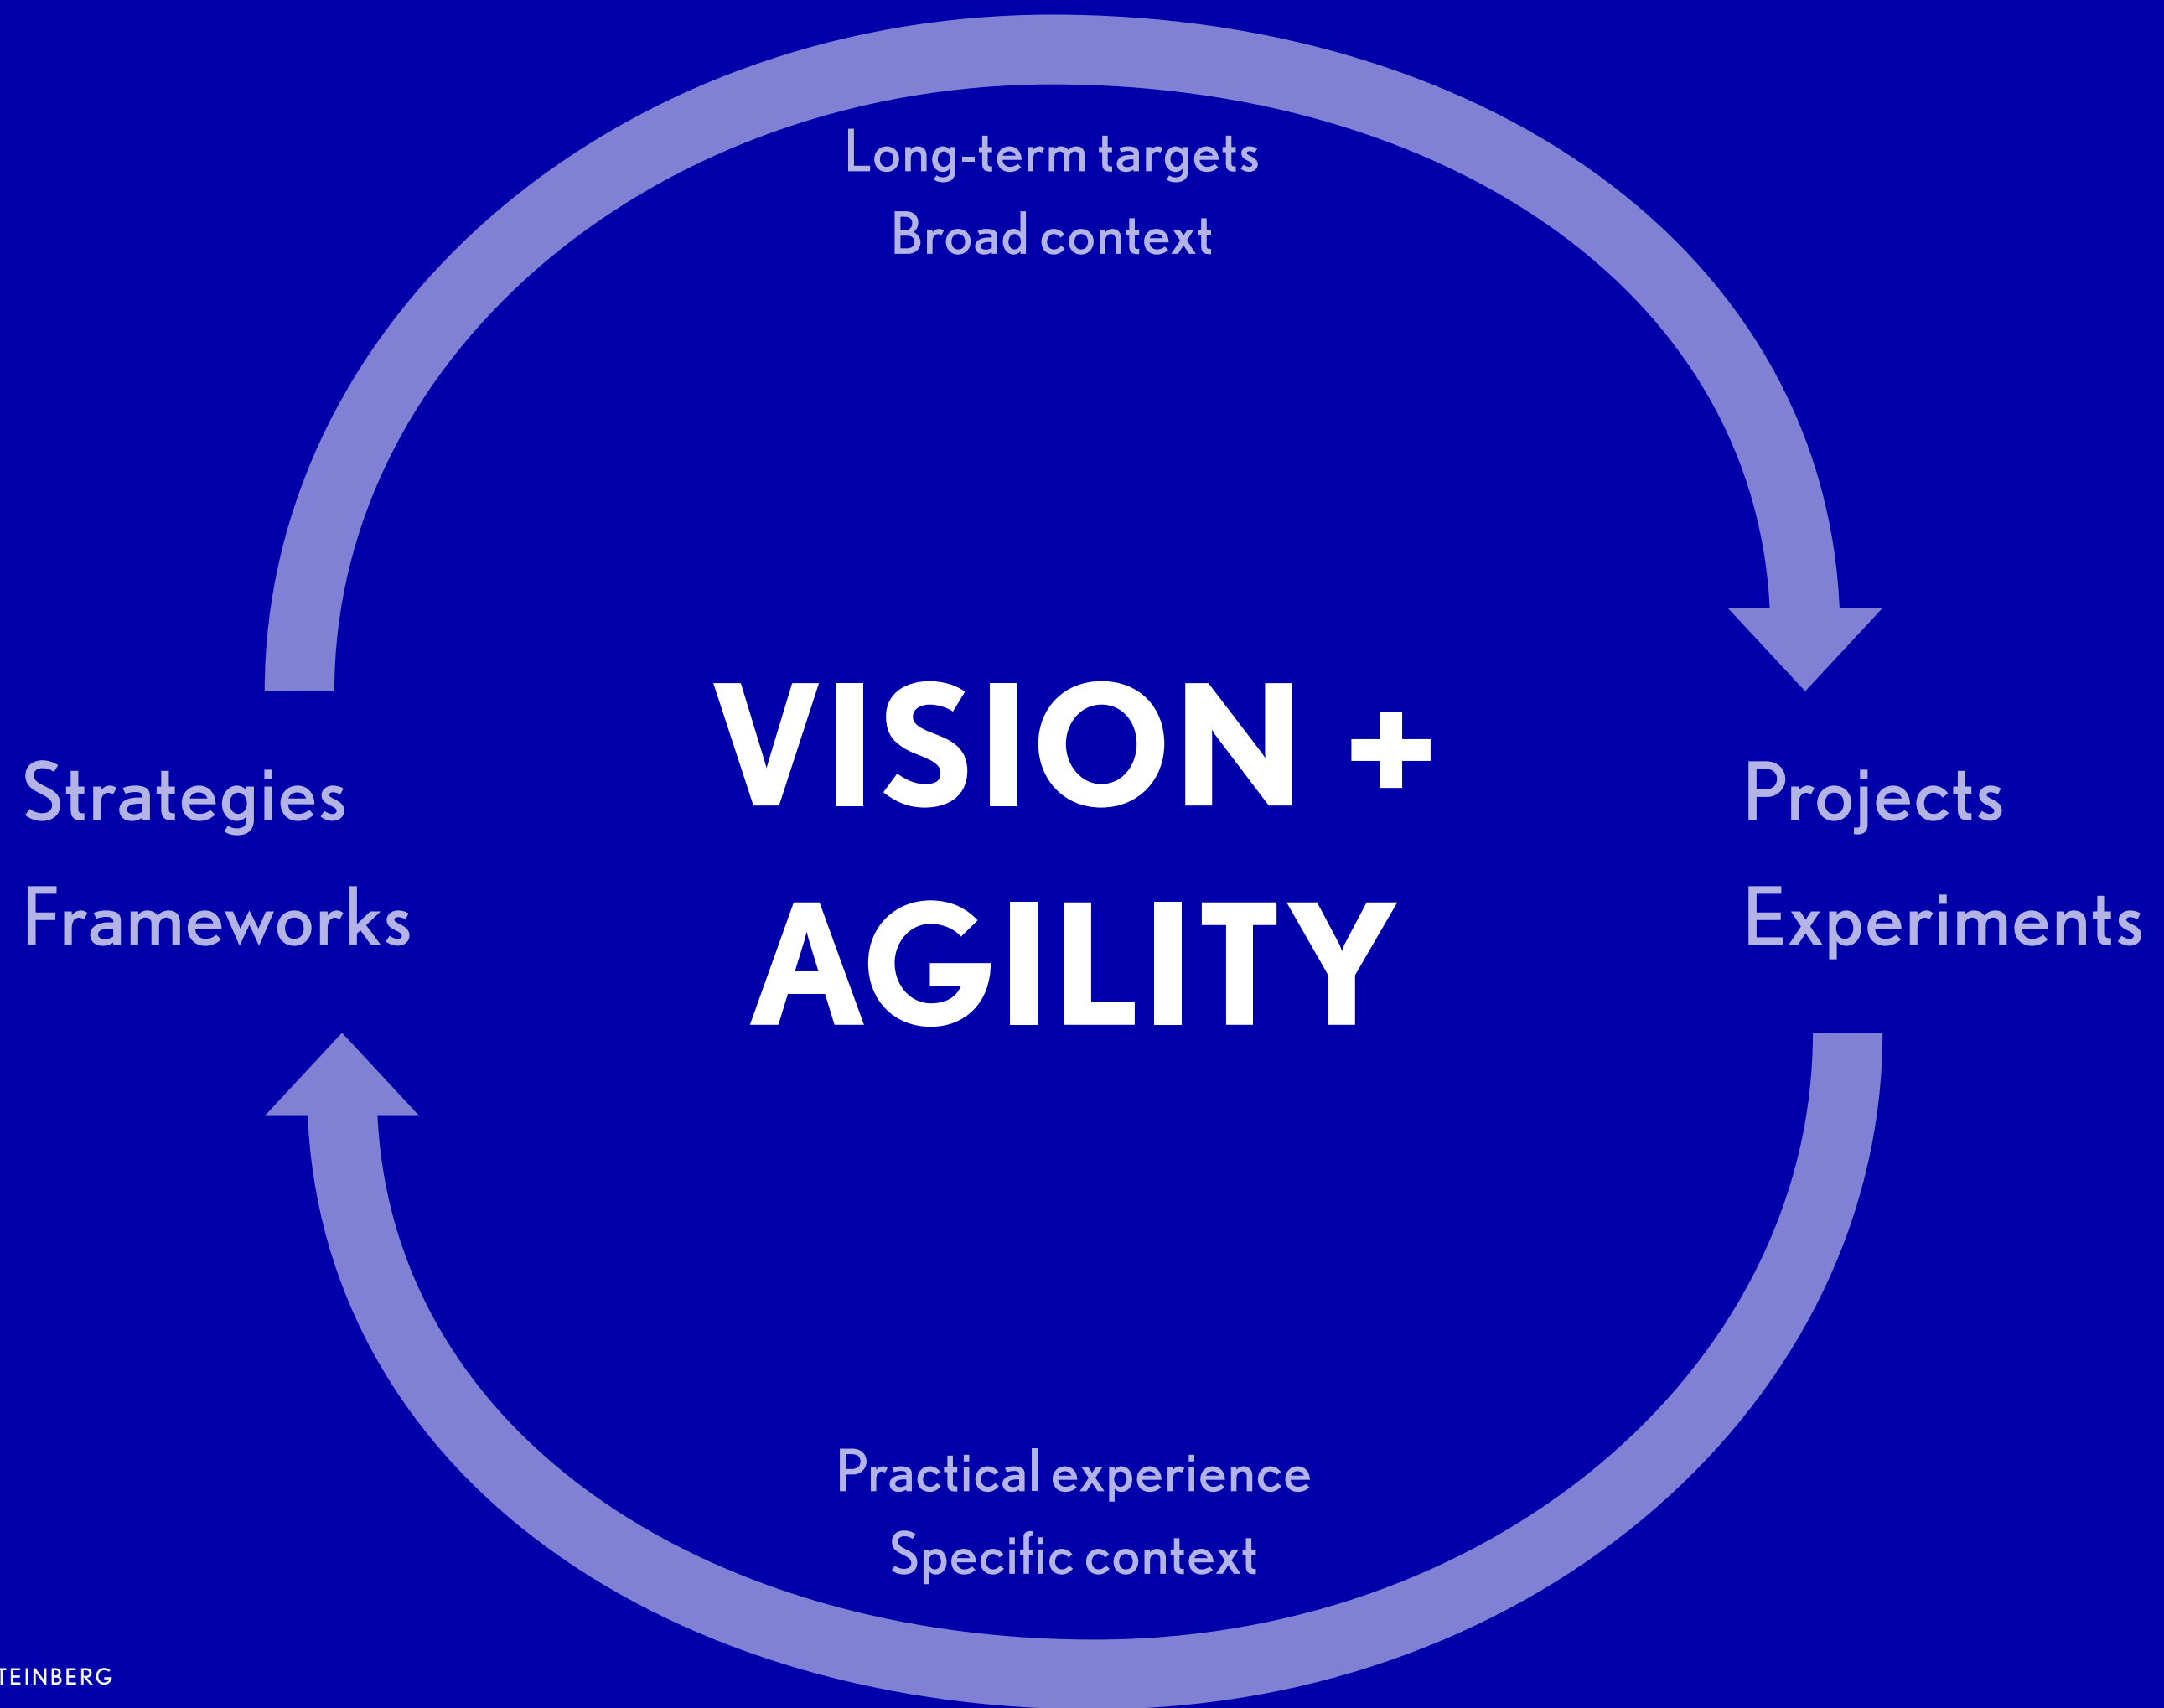 Long-term targets
Broad context
VISION +
AGILITY
Strategies
Frameworks
Projects
Experiments
Practical experience
Specific context
TEINBERG